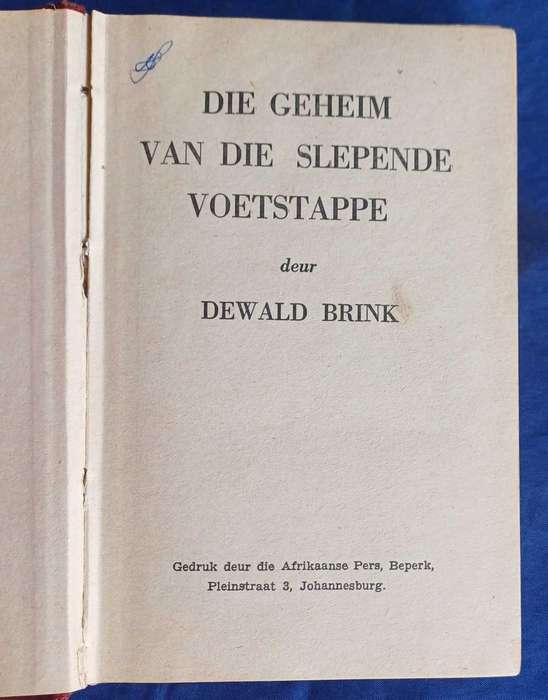 DIE GEHEIM
VAN DIE SLEPENDE
VOETSTAPPE
deur
DEWALD BRINK
Gedruk deur die Afrikaanse Pers, Beperk,
Pleinstraat 3, Johannesburg.